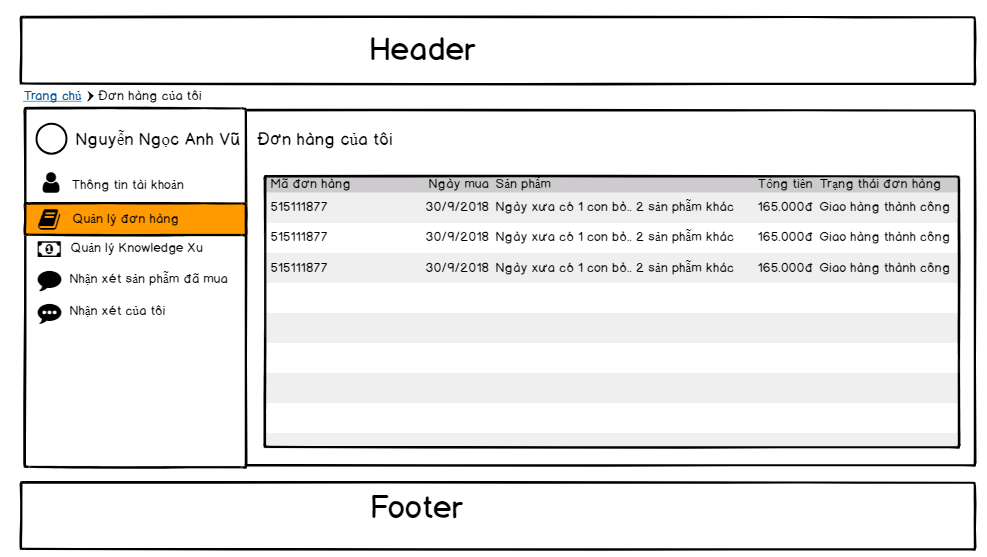 Header
Trang chủ > Đơn hàng của tôi
Nguyễn Ngọc Anh Vũ
Thông tin tài khoản
Quản lý đơn hàng
Quản lý Knowledge Xu
Nhận xét sản phẩm đã mua
Nhận xét của tôi
Đơn hàng của tôi
Mã đơn hàng Ngày mua Sản phẩm Tổng tiền Trạng thái đơn hàng
515111877 30/9/2018 Ngày xưa có 1 con bò.. 2 sản phẩm khác 165.000đ Giao hàng thành công
515111877 30/9/2018 Ngày xưa có 1 con bò.. 2 sản phẩm khác 165.000đ Giao hàng thành công
515111877 30/9/2018 Ngày xưa có 1 con bò.. 2 sản phẩm khác 165.000đ Giao hàng thành công
Footer